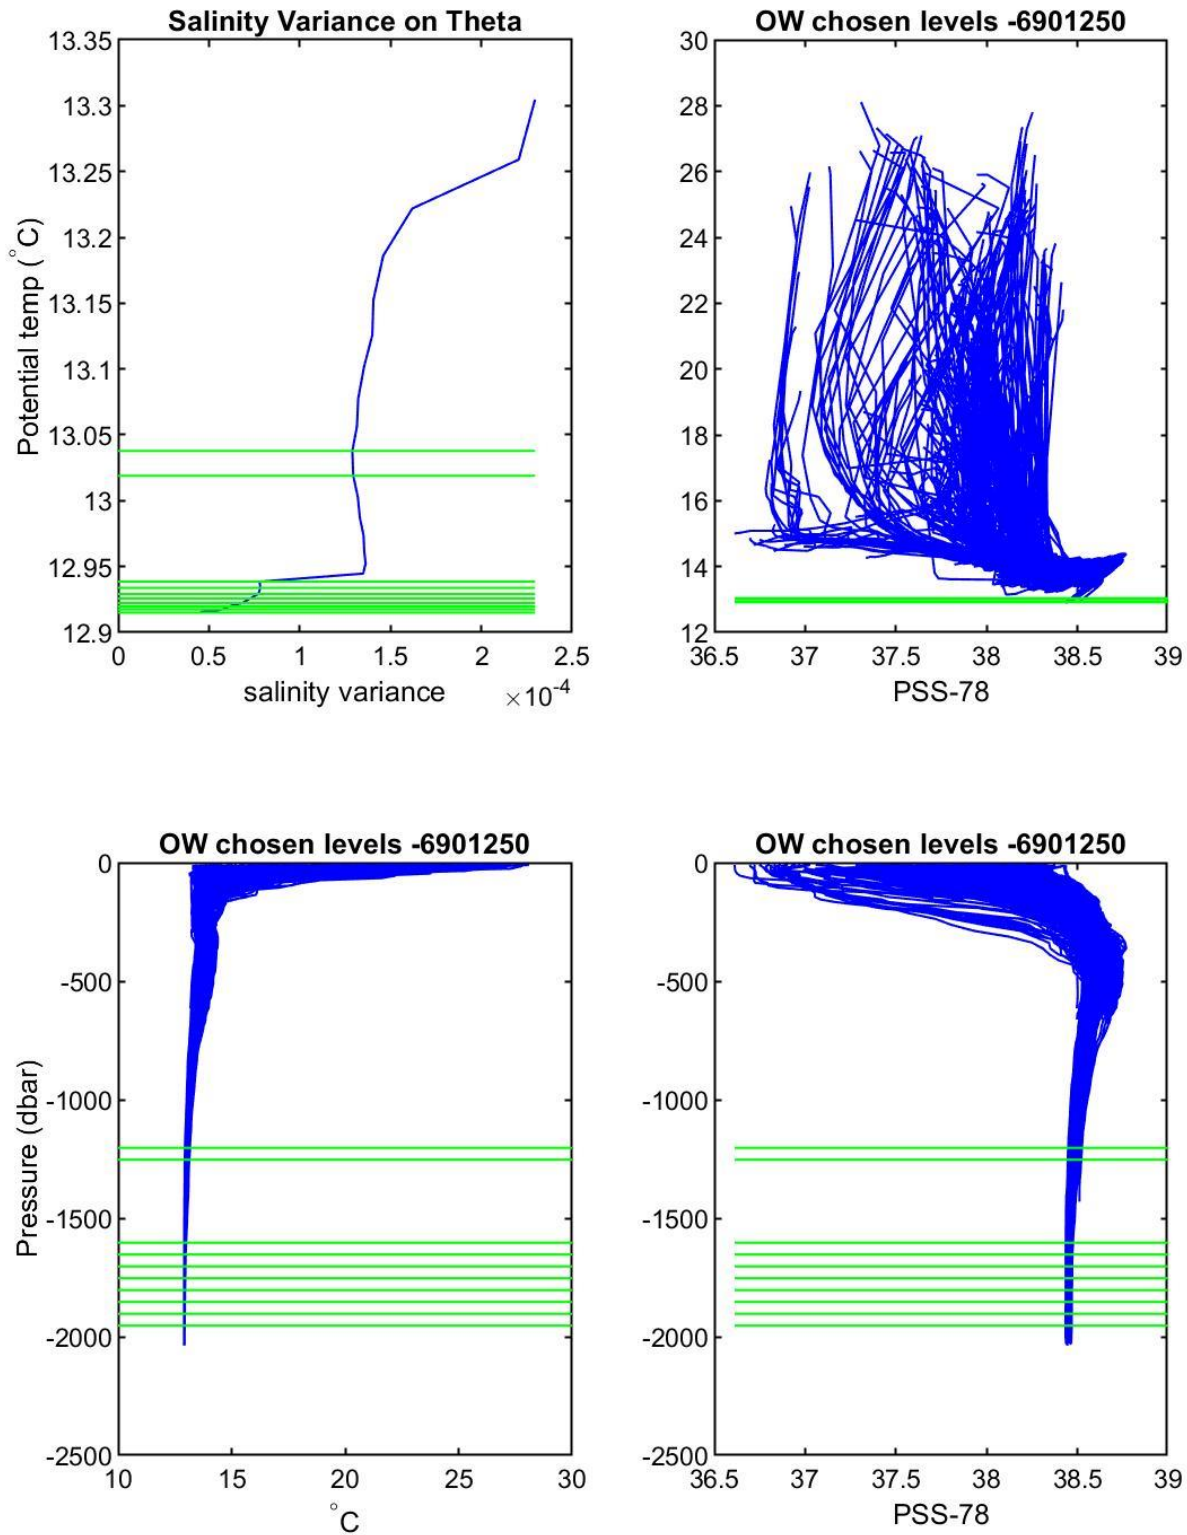 Salinity Variance on Theta
13.35
13.3
13.25
13.2
13.15
13.1
13.05
13
12.95
12.9
Potential temp (°C)
0 0.5 1 1.5 2 2.5
salinity variance ×10-4
OW chosen levels -6901250
30
28
26
24
22
20
18
16
14
12
36.5 37 37.5 38 38.5 39
PSS-78
OW chosen levels -6901250
0
-500
-1000
-1500
-2000
-2500
Pressure (dbar)
10 15 20 25 30
°C
OW chosen levels -6901250
0
-500
-1000
-1500
-2000
-2500
36.5 37 37.5 38 38.5 39
PSS-78